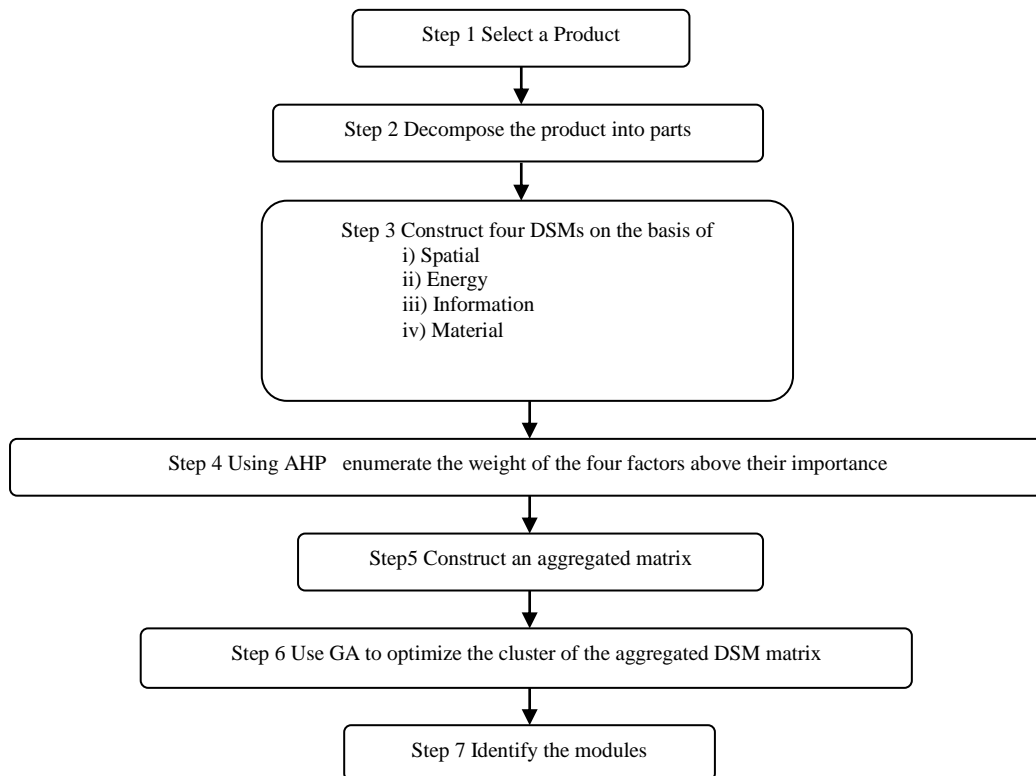 Step 1 Select a Product
Step 2 Decompose the product into parts
Step 3 Construct four DSMs on the basis of
i) Spatial
ii) Energy
iii) Information
iv) Material
Step 4 Using AHP enumerate the weight of the four factors above their importance
Step5 Construct an aggregated matrix
Step 6 Use GA to optimize the cluster of the aggregated DSM matrix
Step 7 Identify the modules